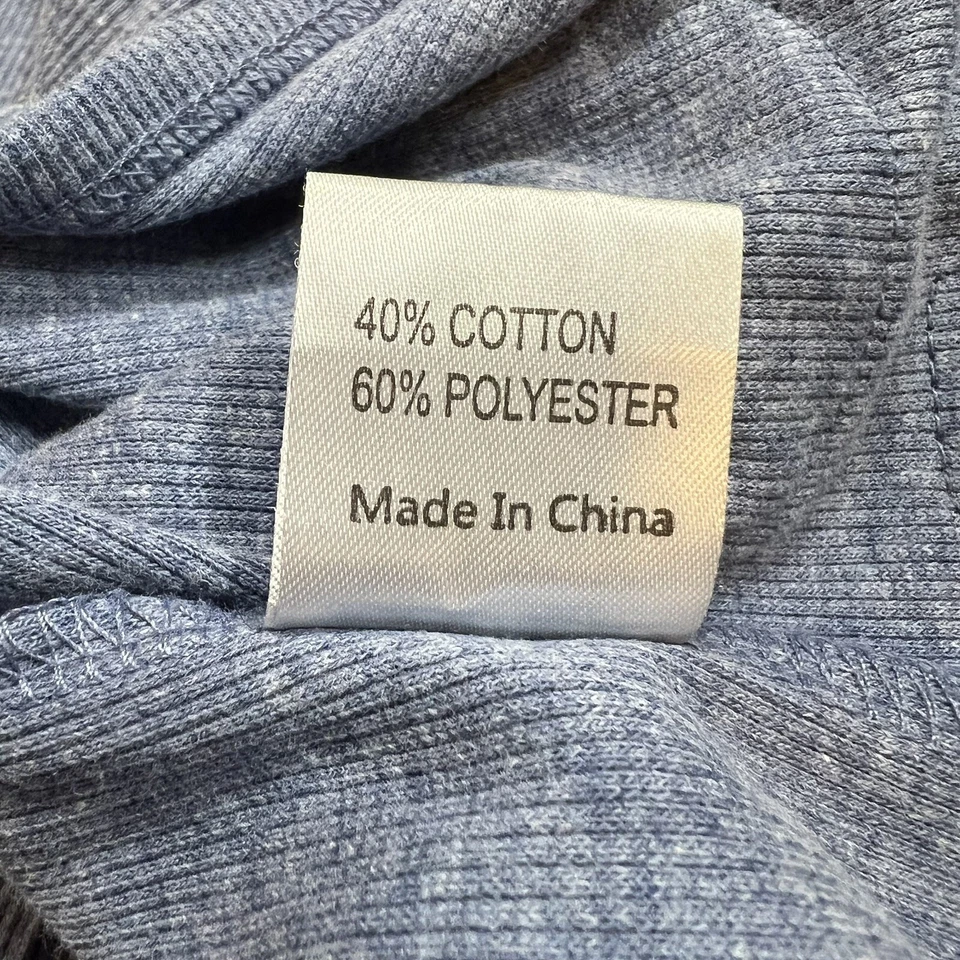 40% COTTON
60% POLYESTER
Made In China